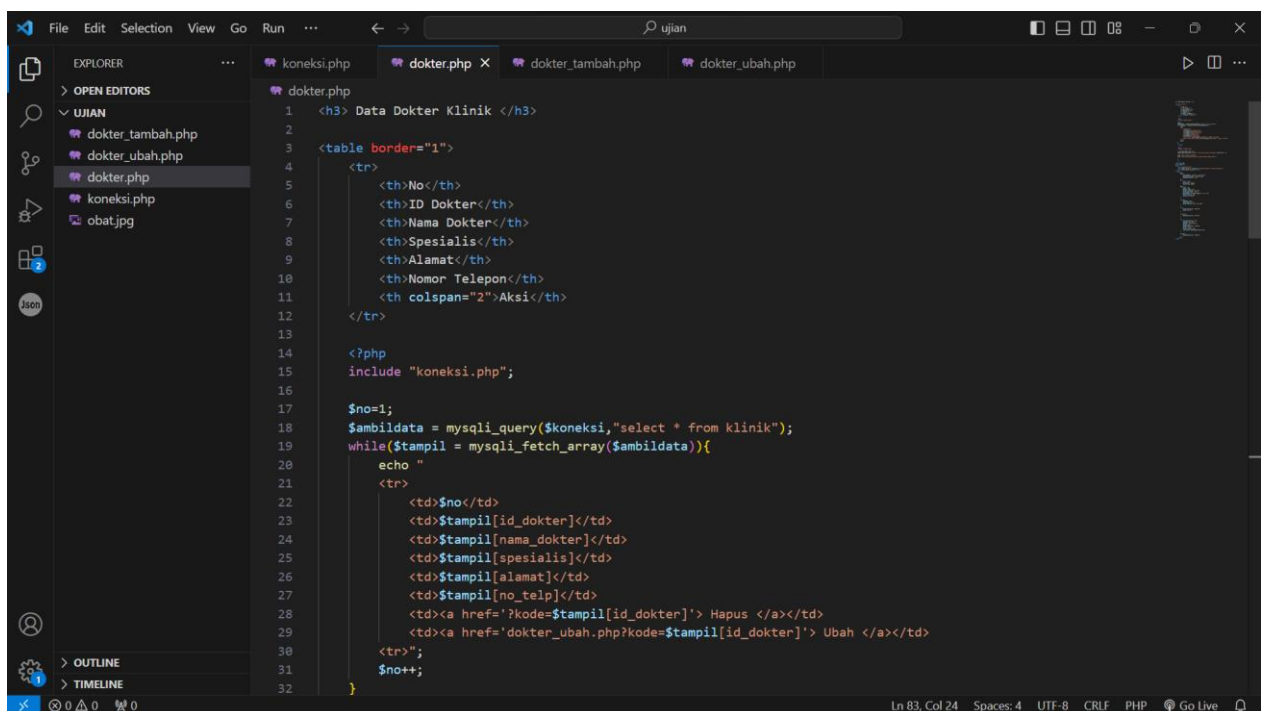 File Edit Selection View Go Run ··· ujian
EXPLORER ···
OPEN EDITORS
UJIAN
dokter_tambah.php
dokter_ubah.php
dokter.php
koneksi.php
obat.jpg
2
Json
OUTLINE
1
TIMELINE
koneksi.php dokter.php dokter_tambah.php dokter_ubah.php
dokter.php
1 <h3> Data Dokter Klinik </h3>
2
3 <table border="1">
4 <tr>
5 <th>No</th>
6 <th>ID Dokter</th>
7 <th>Nama Dokter</th>
8 <th>Spesialis</th>
9 <th>Alamat</th>
10 <th>Nomor Telepon</th>
11 <th colspan="2">Aksi</th>
12 </tr>
13
14 <?php
15 include "koneksi.php";
16
17 $no=1;
18 $ambildata = mysqli_query($koneksi,"select * from klinik");
19 while($tampil = mysqli_fetch_array($ambildata)){
20 echo "
21 <tr>
22 <td>$no</td>
23 <td>$tampil[id_dokter]</td>
24 <td>$tampil[nama_dokter]</td>
25 <td>$tampil[spesialis]</td>
26 <td>$tampil[alamat]</td>
27 <td>$tampil[no_telp]</td>
28 <td><a href='?kode=$tampil[id_dokter]'> Hapus </a></td>
29 <td><a href='dokter_ubah.php?kode=$tampil[id_dokter]'> Ubah </a></td>
30 <tr>";
31 $no++;
32 }
0 0 0 Ln 83, Col 24 Spaces: 4 UTF-8 CRLF PHP Go Live